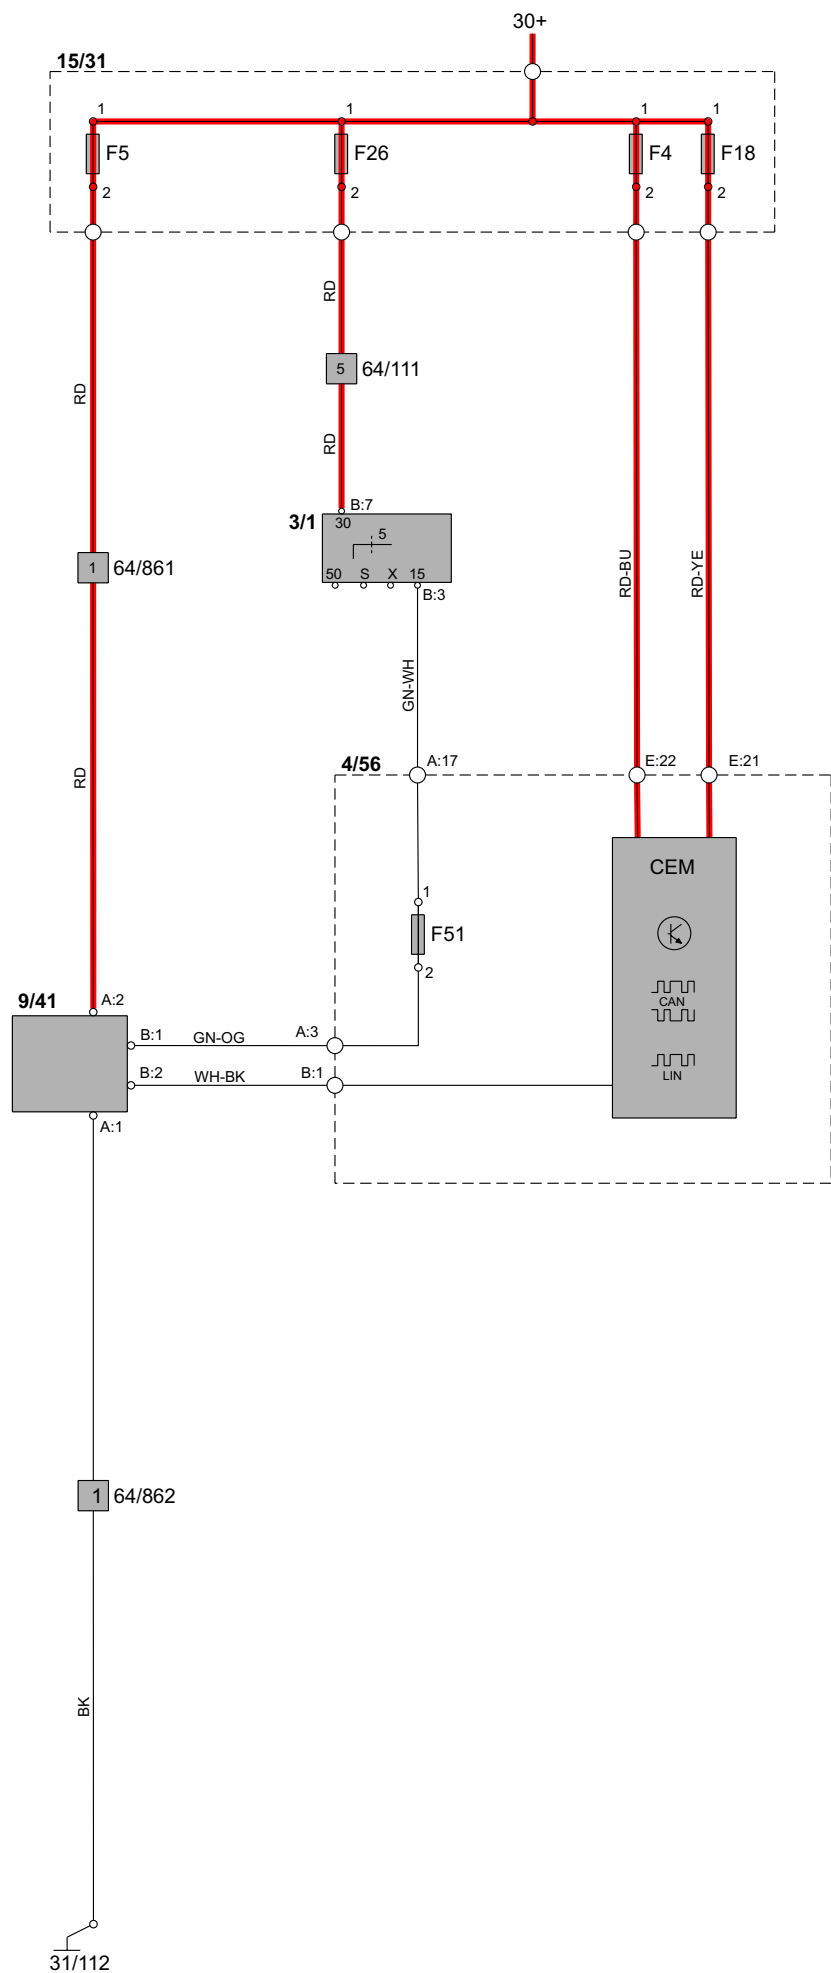 30+
15/31
1 1 1 1
F5 F26 F4 F18
2 2 2 2
RD
5 64/111
RD
RD
B:7
3/1 30
5
1 64/861
50 S X 15
B:3
RD-BU
RD-YE
GN-WH
RD
4/56 A:17 E:22 E:21
CEM
1
F51
2
CAN
LIN
9/41 A:2
B:1 GN-OG A:3
B:2 WH-BK B:1
A:1
1 64/862
BK
31/112